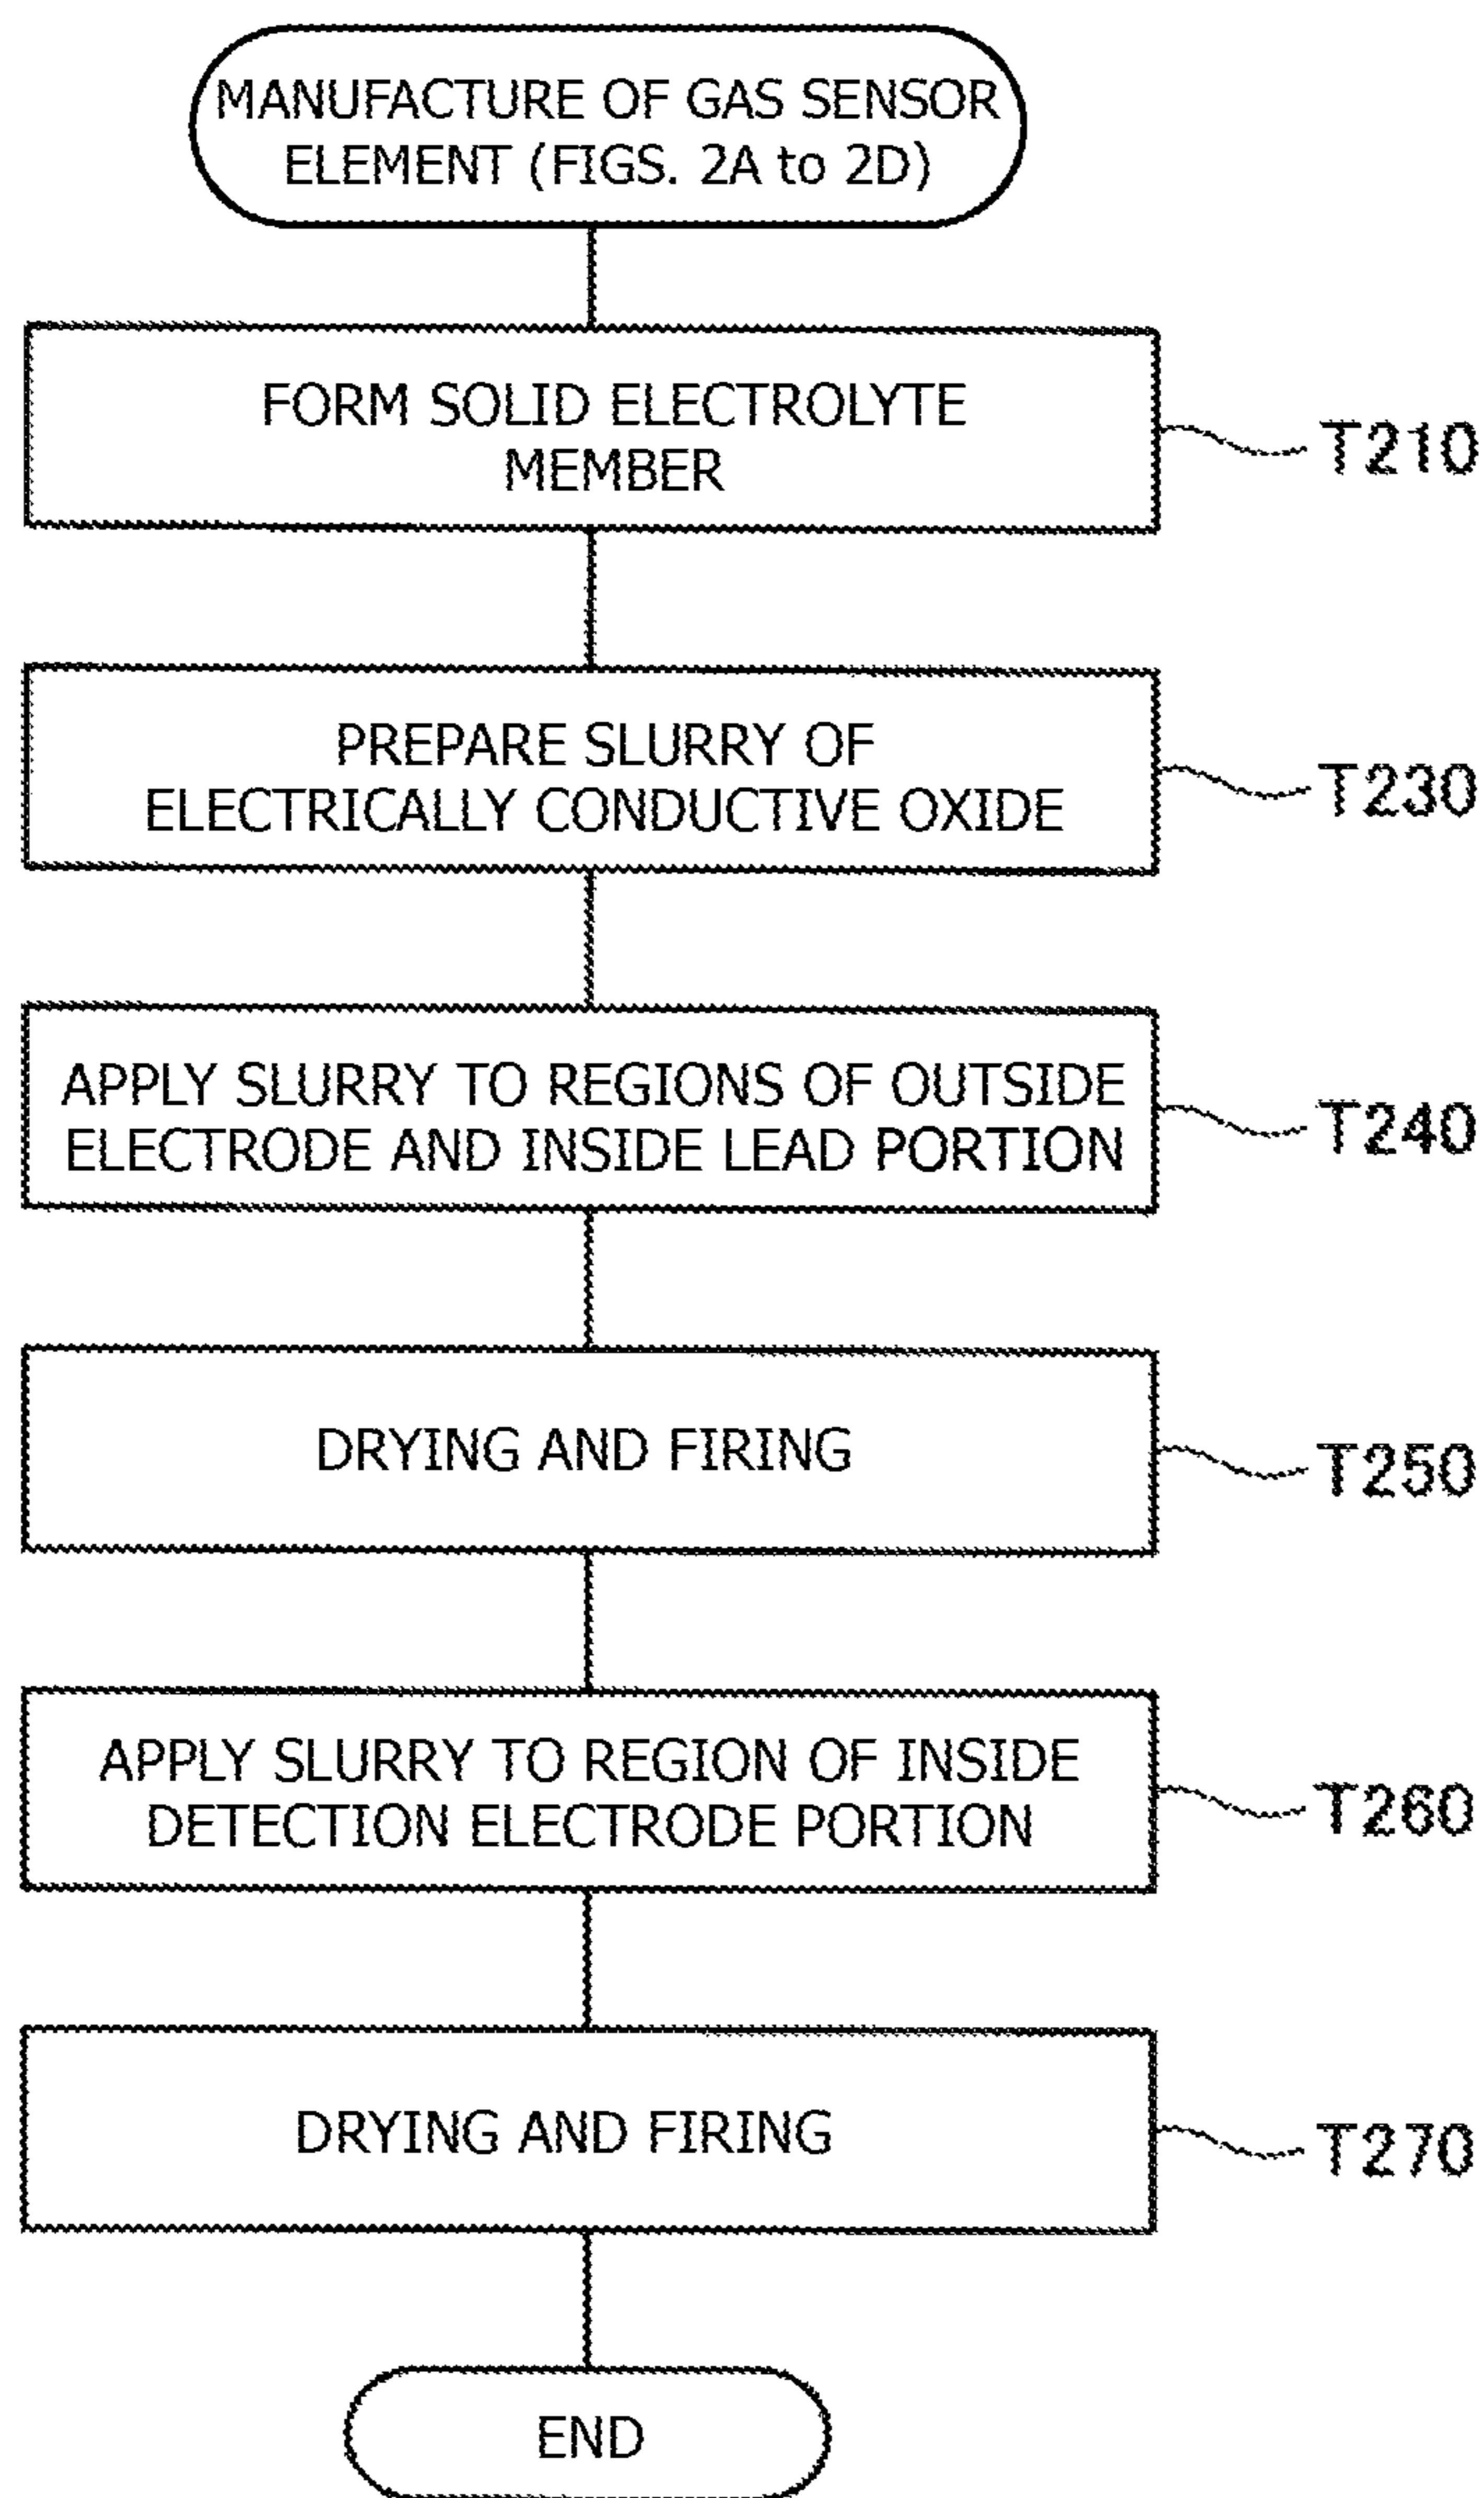 MANUFACTURE OF GAS SENSOR
ELEMENT (FIGS. 2A to 2D)
FORM SOLID ELECTROLYTE
MEMBER
T210
PREPARE SLURRY OF
ELECTRICALLY CONDUCTIVE OXIDE
T230
APPLY SLURRY TO REGIONS OF OUTSIDE
ELECTRODE AND INSIDE LEAD PORTION
T240
DRYING AND FIRING
T250
APPLY SLURRY TO REGION OF INSIDE
DETECTION ELECTRODE PORTION
T260
DRYING AND FIRING
T270
END